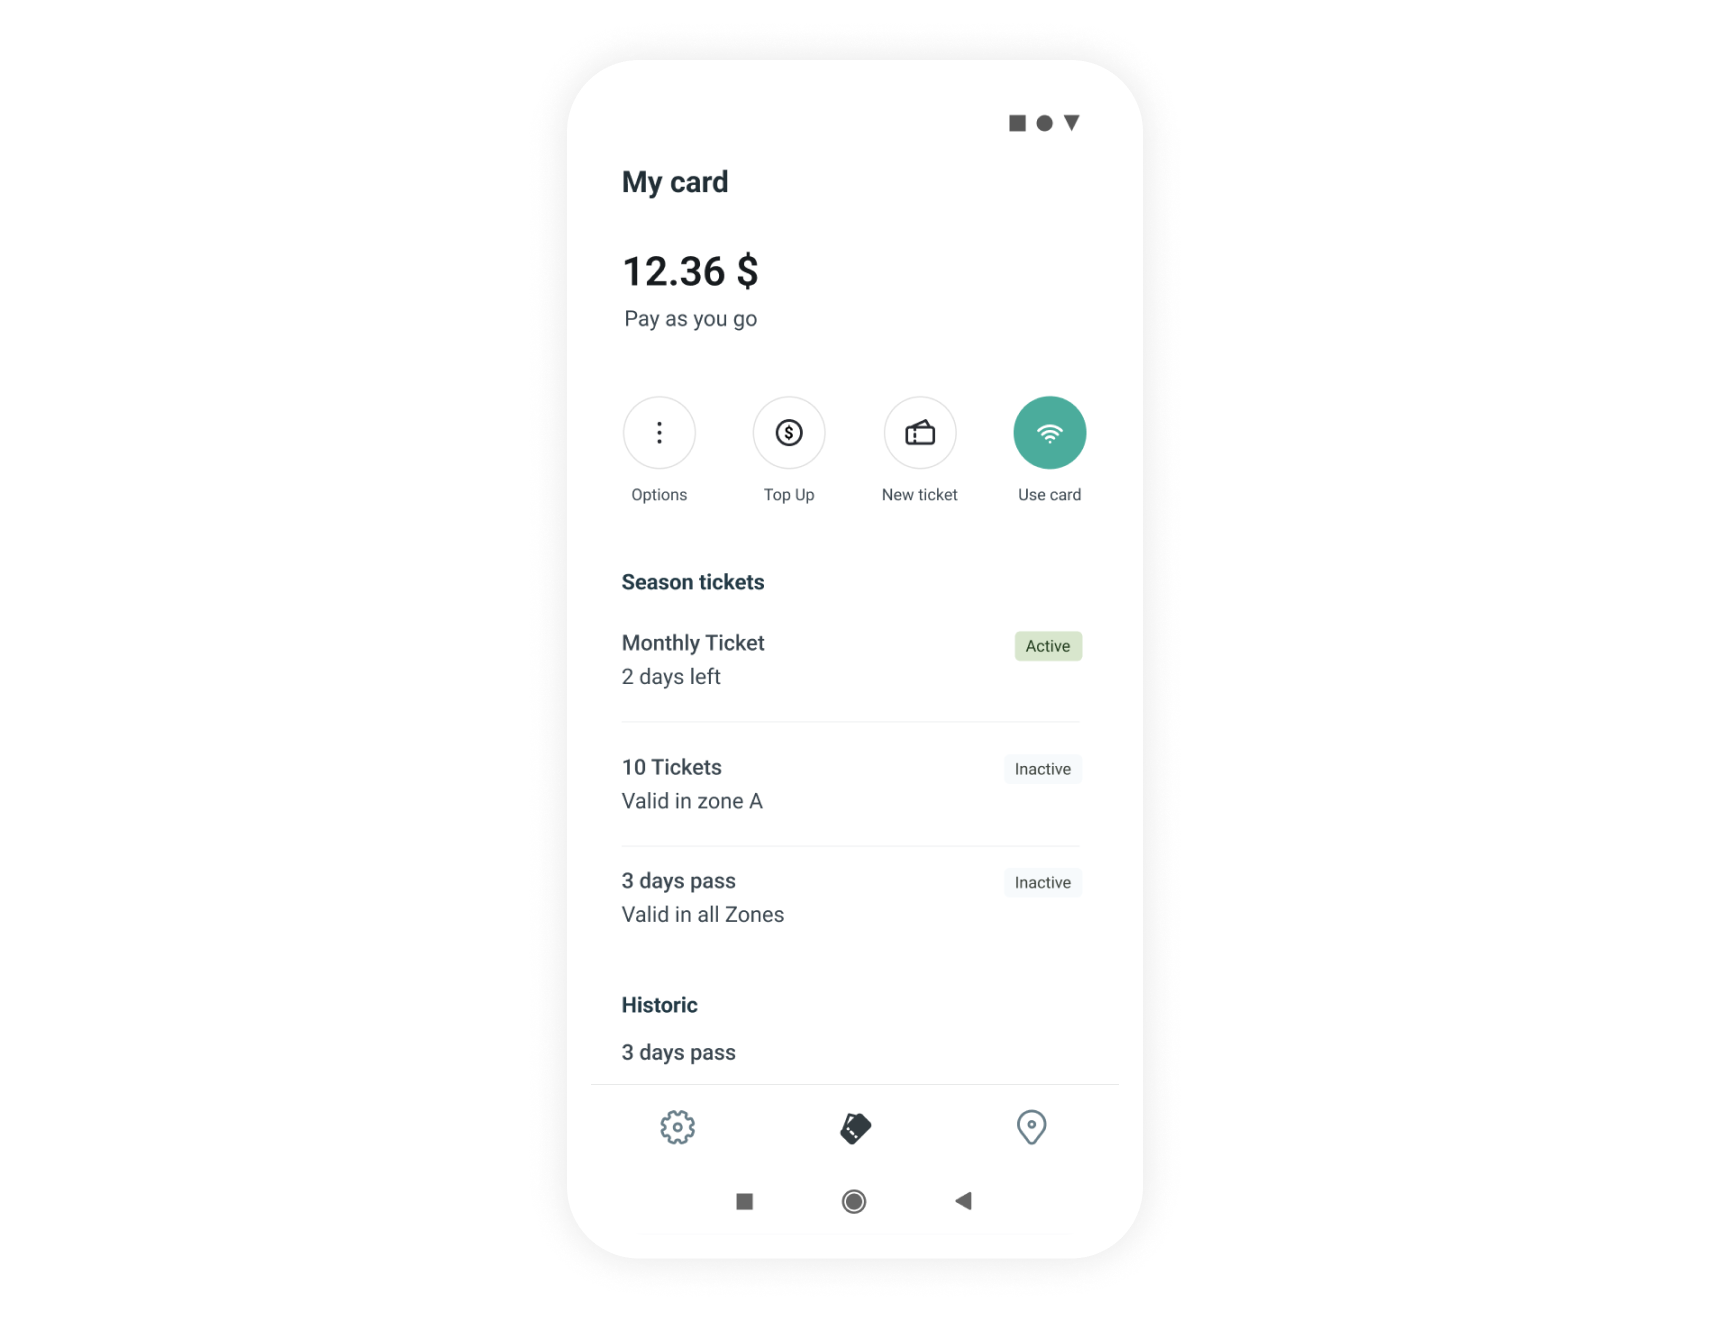 My card
12.36 $
Pay as you go
Options
Top Up
New ticket
Use card
Season tickets
Monthly Ticket
Active
2 days left
10 Tickets
Inactive
Valid in zone A
3 days pass
Inactive
Valid in all Zones
Historic
3 days pass